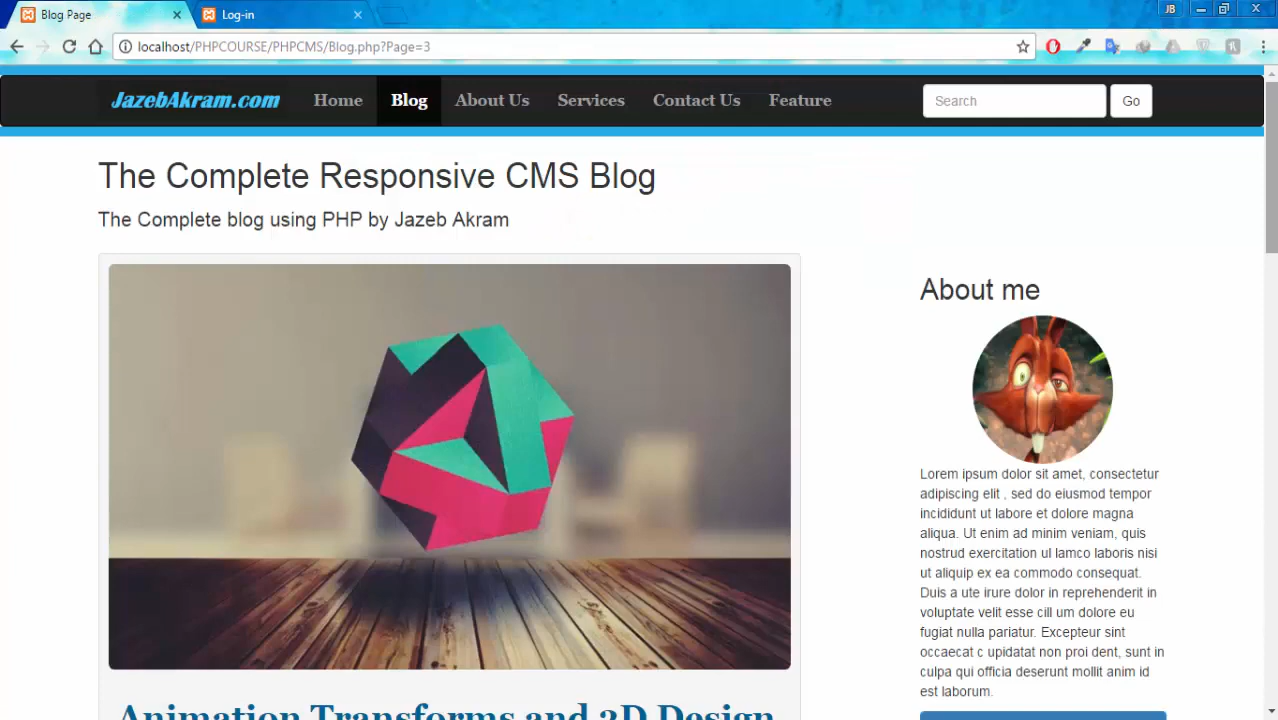 Blog Page
Log-in
JB
localhost/PHPCOURSE/PHPCMS/Blog.php?Page=3
JazebAkram.com Home Blog About Us Services Contact Us Feature Search Go
The Complete Responsive CMS Blog
The Complete blog using PHP by Jazeb Akram
About me
Lorem ipsum dolor sit amet, consectetur
adipiscing elit , sed do eiusmod tempor
incididunt ut labore et dolore magna
aliqua. Ut enim ad minim veniam, quis
nostrud exercitation ul lamco laboris nisi
ut aliquip ex ea commodo consequat.
Duis a ute irure dolor in reprehenderit in
voluptate velit esse cill um dolore eu
fugiat nulla pariatur. Excepteur sint
occaecat c upidatat non proi dent, sunt in
culpa qui officia deserunt mollit anim id
est laborum.
Animation Transforms and 3D Design